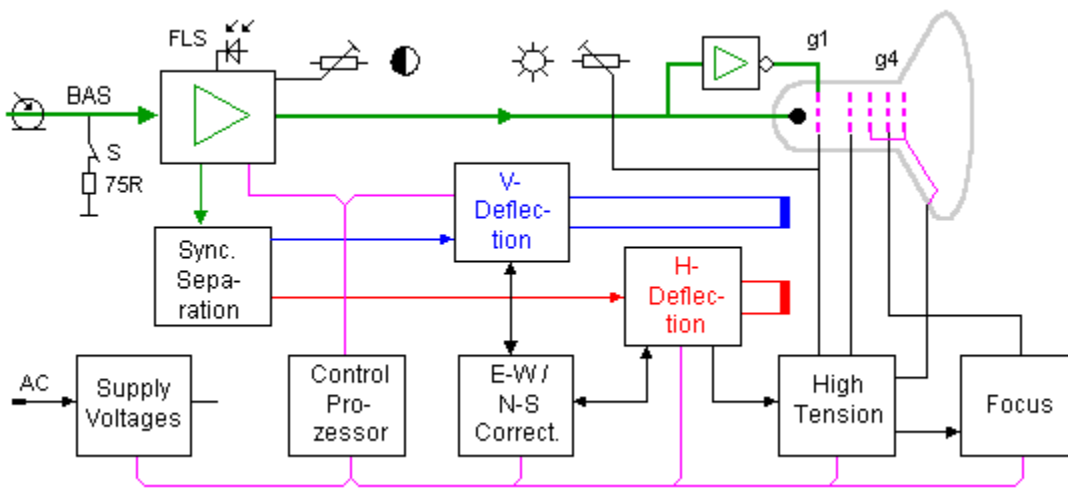 FLS
g1
g4
BAS
S
75R
V-
Deflec-
tion
Sync.
Sepa-
ration
H-
Deflec-
tion
AC
Supply
Voltages
Control
Pro-
zessor
E-W /
N-S
Correct.
High
Tension
Focus